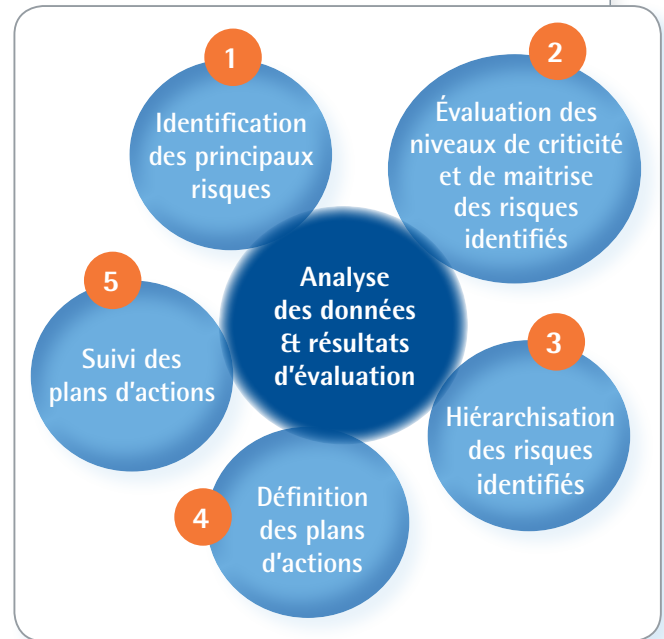 1
Identification
des principaux
risques
2
Évaluation des
niveaux de criticité
et de maitrise
des risques
identifiés
Analyse
des données
& résultats
d'évaluation
3
Hiérarchisation
des risques
identifiés
4
Définition
des plans
d'actions
5
Suivi des
plans d'actions